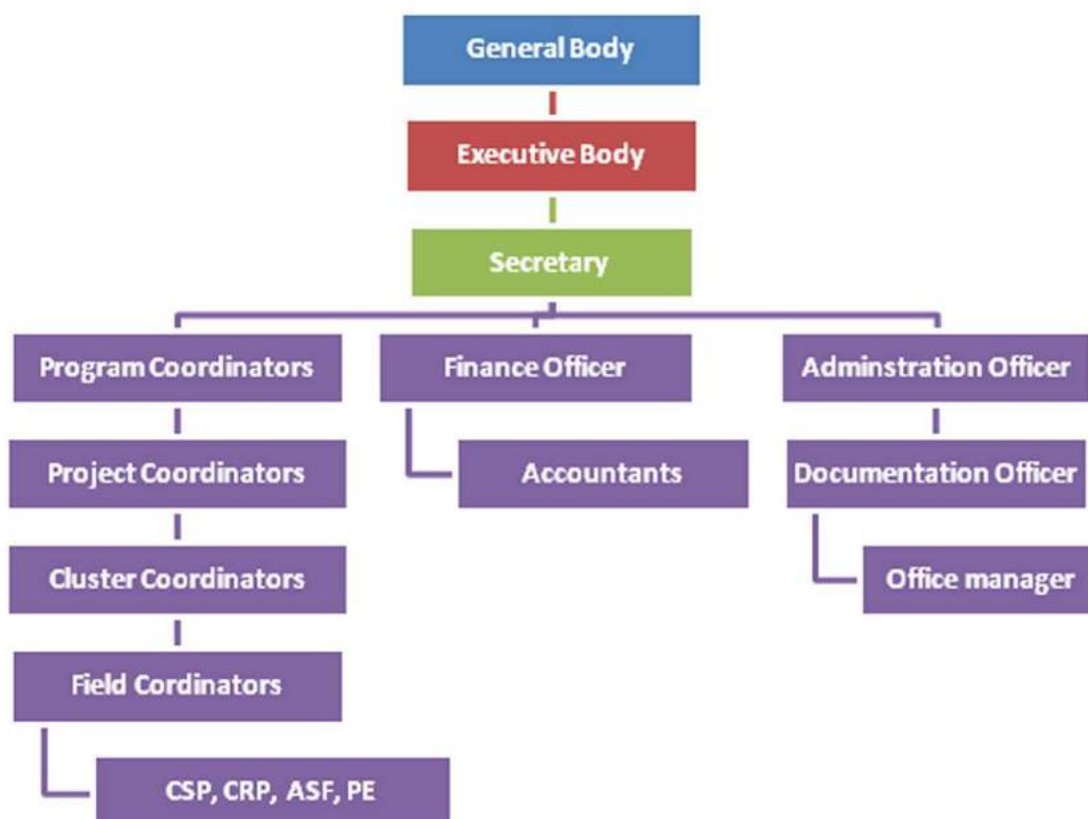 General Body
Executive Body
Secretary
Program Coordinators
Finance Officer
Adminstration Officer
Project Coordinators
Accountants
Documentation Officer
Cluster Coordinators
Office manager
Field Cordinators
CSP, CRP, ASF, PE